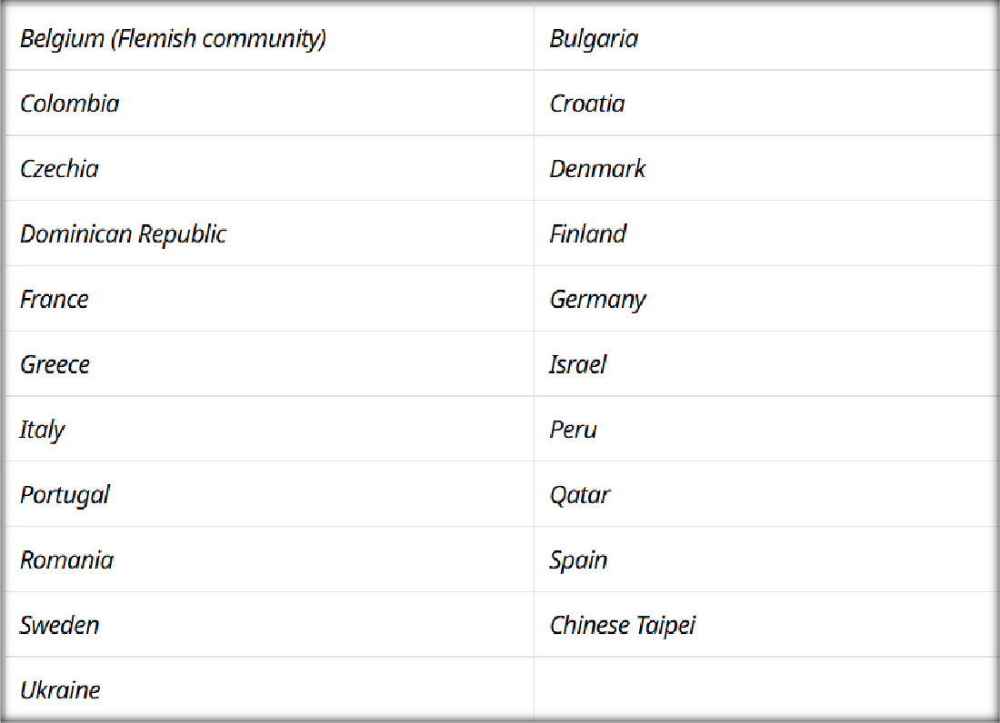 Belgium (Flemish community) Bulgaria
Colombia Croatia
Czechia Denmark
Dominican Republic Finland
France Germany
Greece Israel
Italy Peru
Portugal Qatar
Romania Spain
Sweden Chinese Taipei
Ukraine